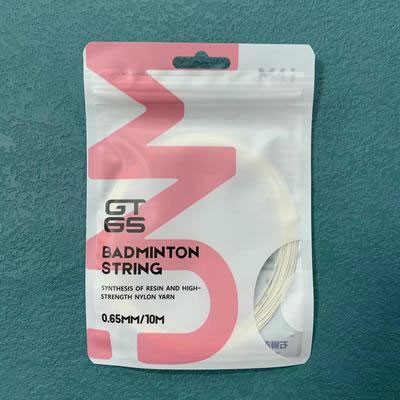 GT
65
BADMINTON
STRING
SYNTHESIS OF RESIN AND HIGH-
STRENGTH NYLON YARN
0.65MM/10M